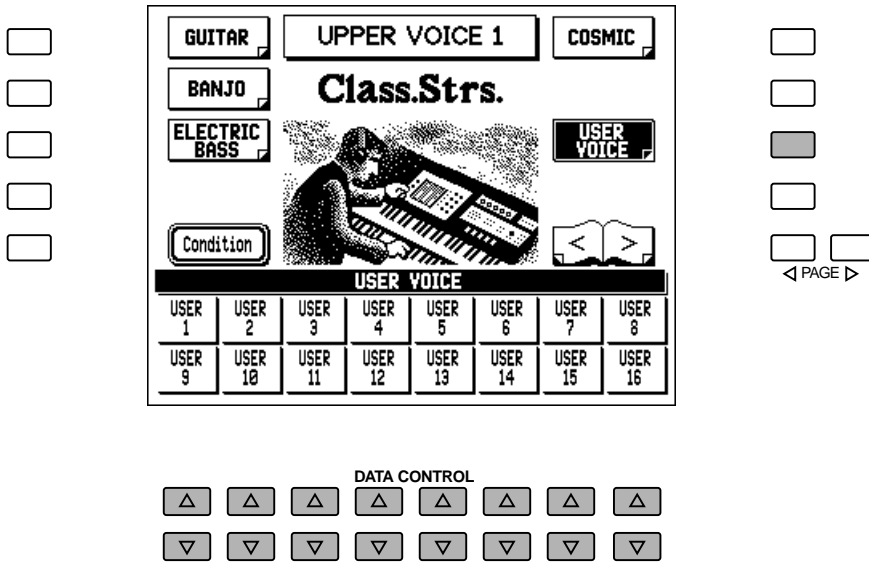 GUITAR
UPPER VOICE 1
COSMIC
BANJO
Class.Strs.
ELECTRIC
BASS
USER
VOICE
Condition
< >
PAGE
USER VOICE
USER 1
USER 2
USER 3
USER 4
USER 5
USER 6
USER 7
USER 8
USER 9
USER 10
USER 11
USER 12
USER 13
USER 14
USER 15
USER 16
DATA CONTROL